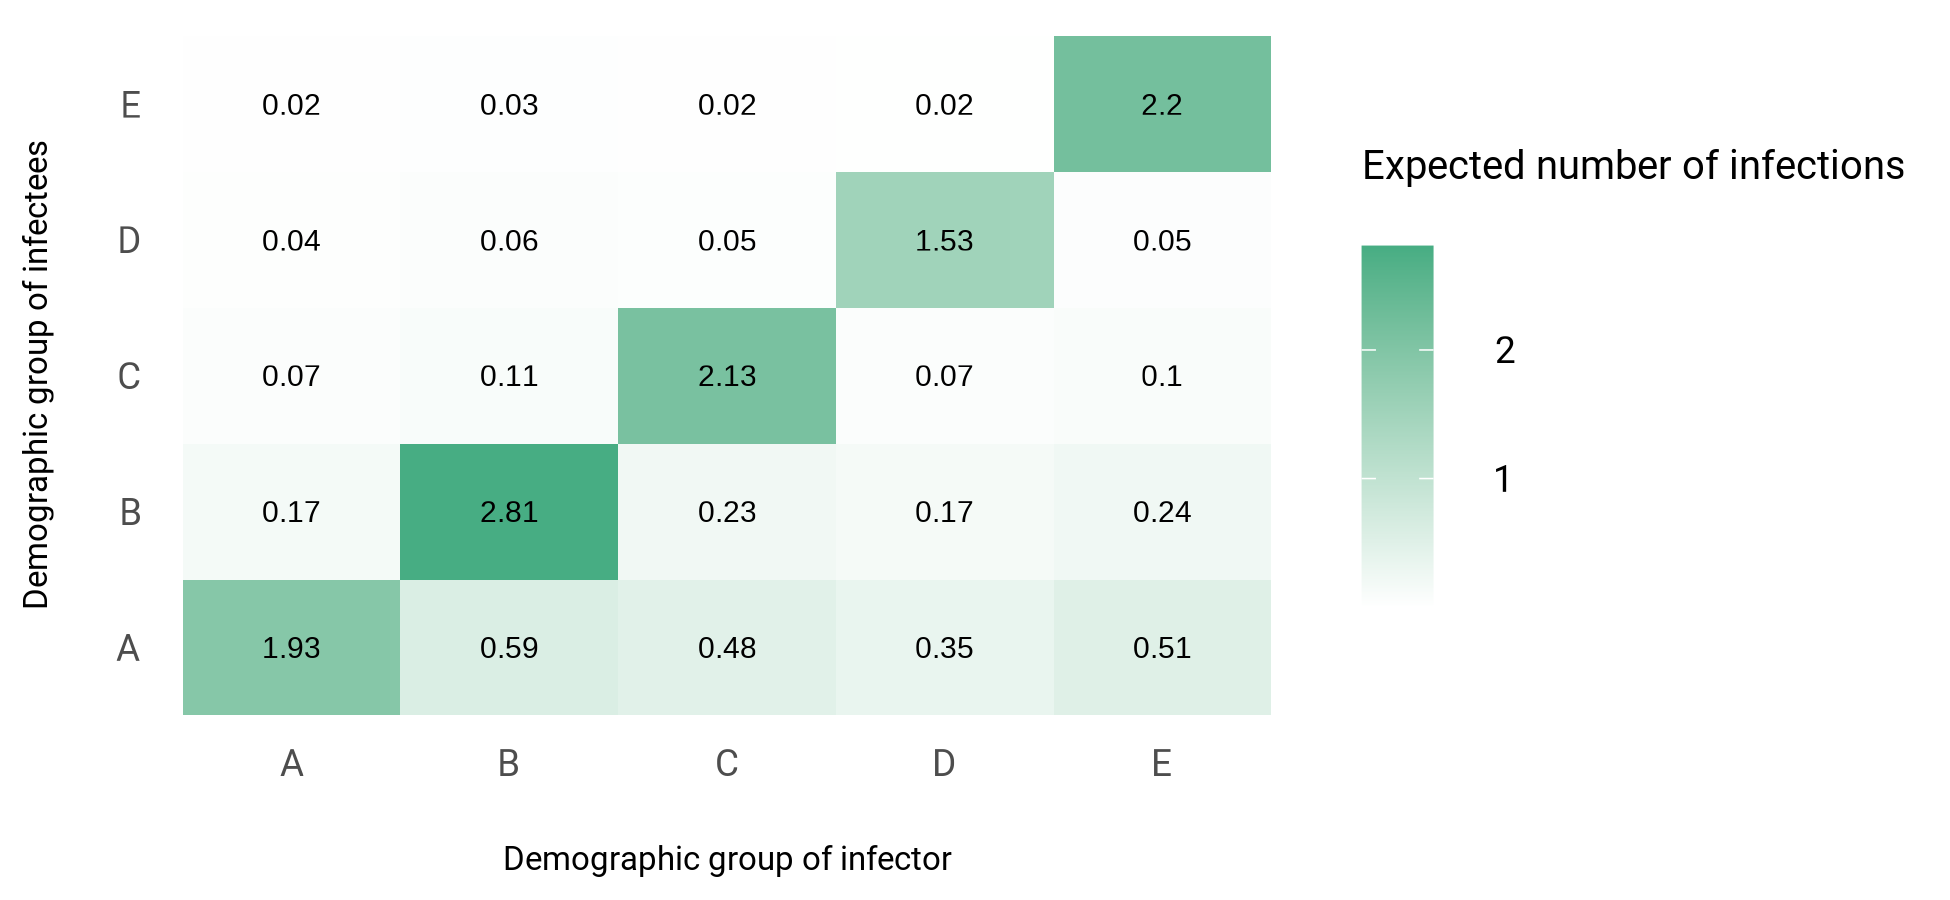 Demographic group of infectees
E 0.02 0.03 0.02 0.02 2.2
D 0.04 0.06 0.05 1.53 0.05
C 0.07 0.11 2.13 0.07 0.1
B 0.17 2.81 0.23 0.17 0.24
A 1.93 0.59 0.48 0.35 0.51
A B C D E
Demographic group of infector
Expected number of infections
2
1